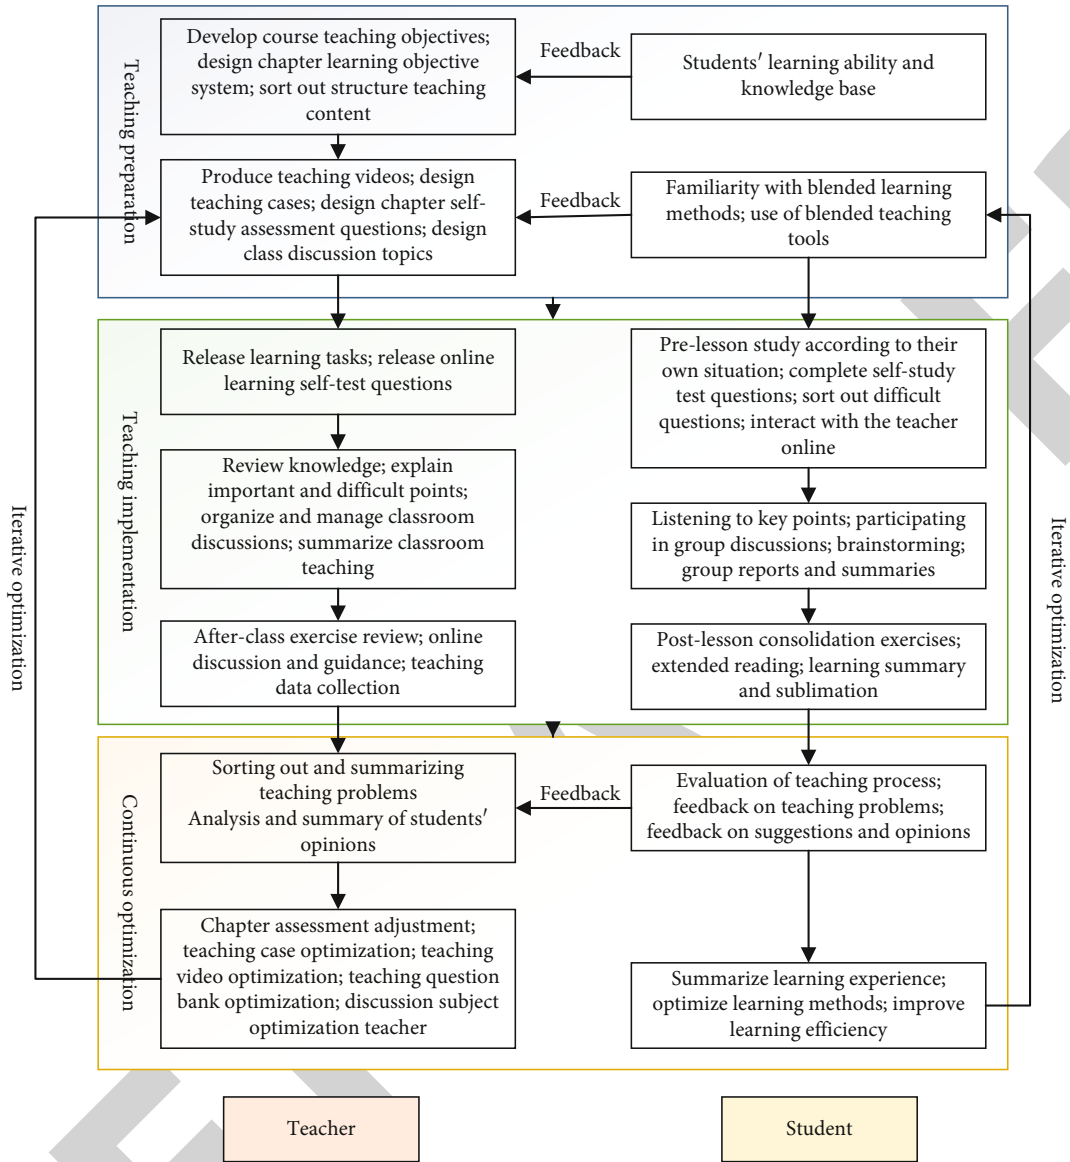 Teaching preparation
Develop course teaching objectives;
design chapter learning objective
system; sort out structure teaching
content
Feedback
Students′ learning ability and
knowledge base
Produce teaching videos; design
teaching cases; design chapter self-
study assessment questions; design
class discussion topics
Feedback
Familiarity with blended learning
methods; use of blended teaching
tools
Teaching implementation
Release learning tasks; release online
learning self-test questions
Pre-lesson study according to their
own situation; complete self-study
test questions; sort out difficult
questions; interact with the teacher
online
Review knowledge; explain
important and difficult points;
organize and manage classroom
discussions; summarize classroom
teaching
Listening to key points; participating
in group discussions; brainstorming;
group reports and summaries
After-class exercise review; online
discussion and guidance; teaching
data collection
Post-lesson consolidation exercises;
extended reading; learning summary
and sublimation
Iterative optimization
Iterative optimization
Continuous optimization
Sorting out and summarizing
teaching problems
Analysis and summary of students′
opinions
Feedback
Evaluation of teaching process;
feedback on teaching problems;
feedback on suggestions and opinions
Chapter assessment adjustment;
teaching case optimization; teaching
video optimization; teaching question
bank optimization; discussion subject
optimization teacher
Summarize learning experience;
optimize learning methods; improve
learning efficiency
Teacher
Student